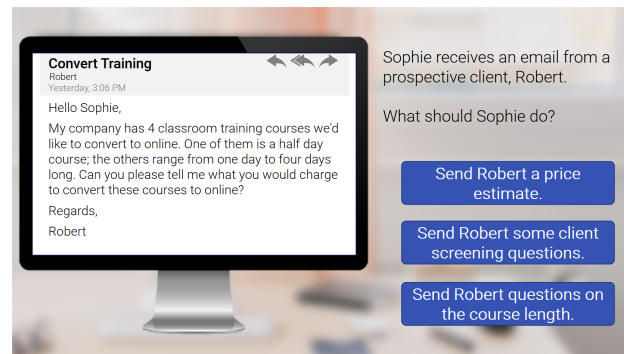 Convert Training
Robert
Yesterday, 3:06 PM
Hello Sophie,
My company has 4 classroom training courses we'd
like to convert to online. One of them is a half day
course; the others range from one day to four days
long. Can you please tell me what you would charge
to convert these courses to online?
Regards,
Robert
Sophie receives an email from a
prospective client, Robert.
What should Sophie do?
Send Robert a price
estimate.
Send Robert some client
screening questions.
Send Robert questions on
the course length.